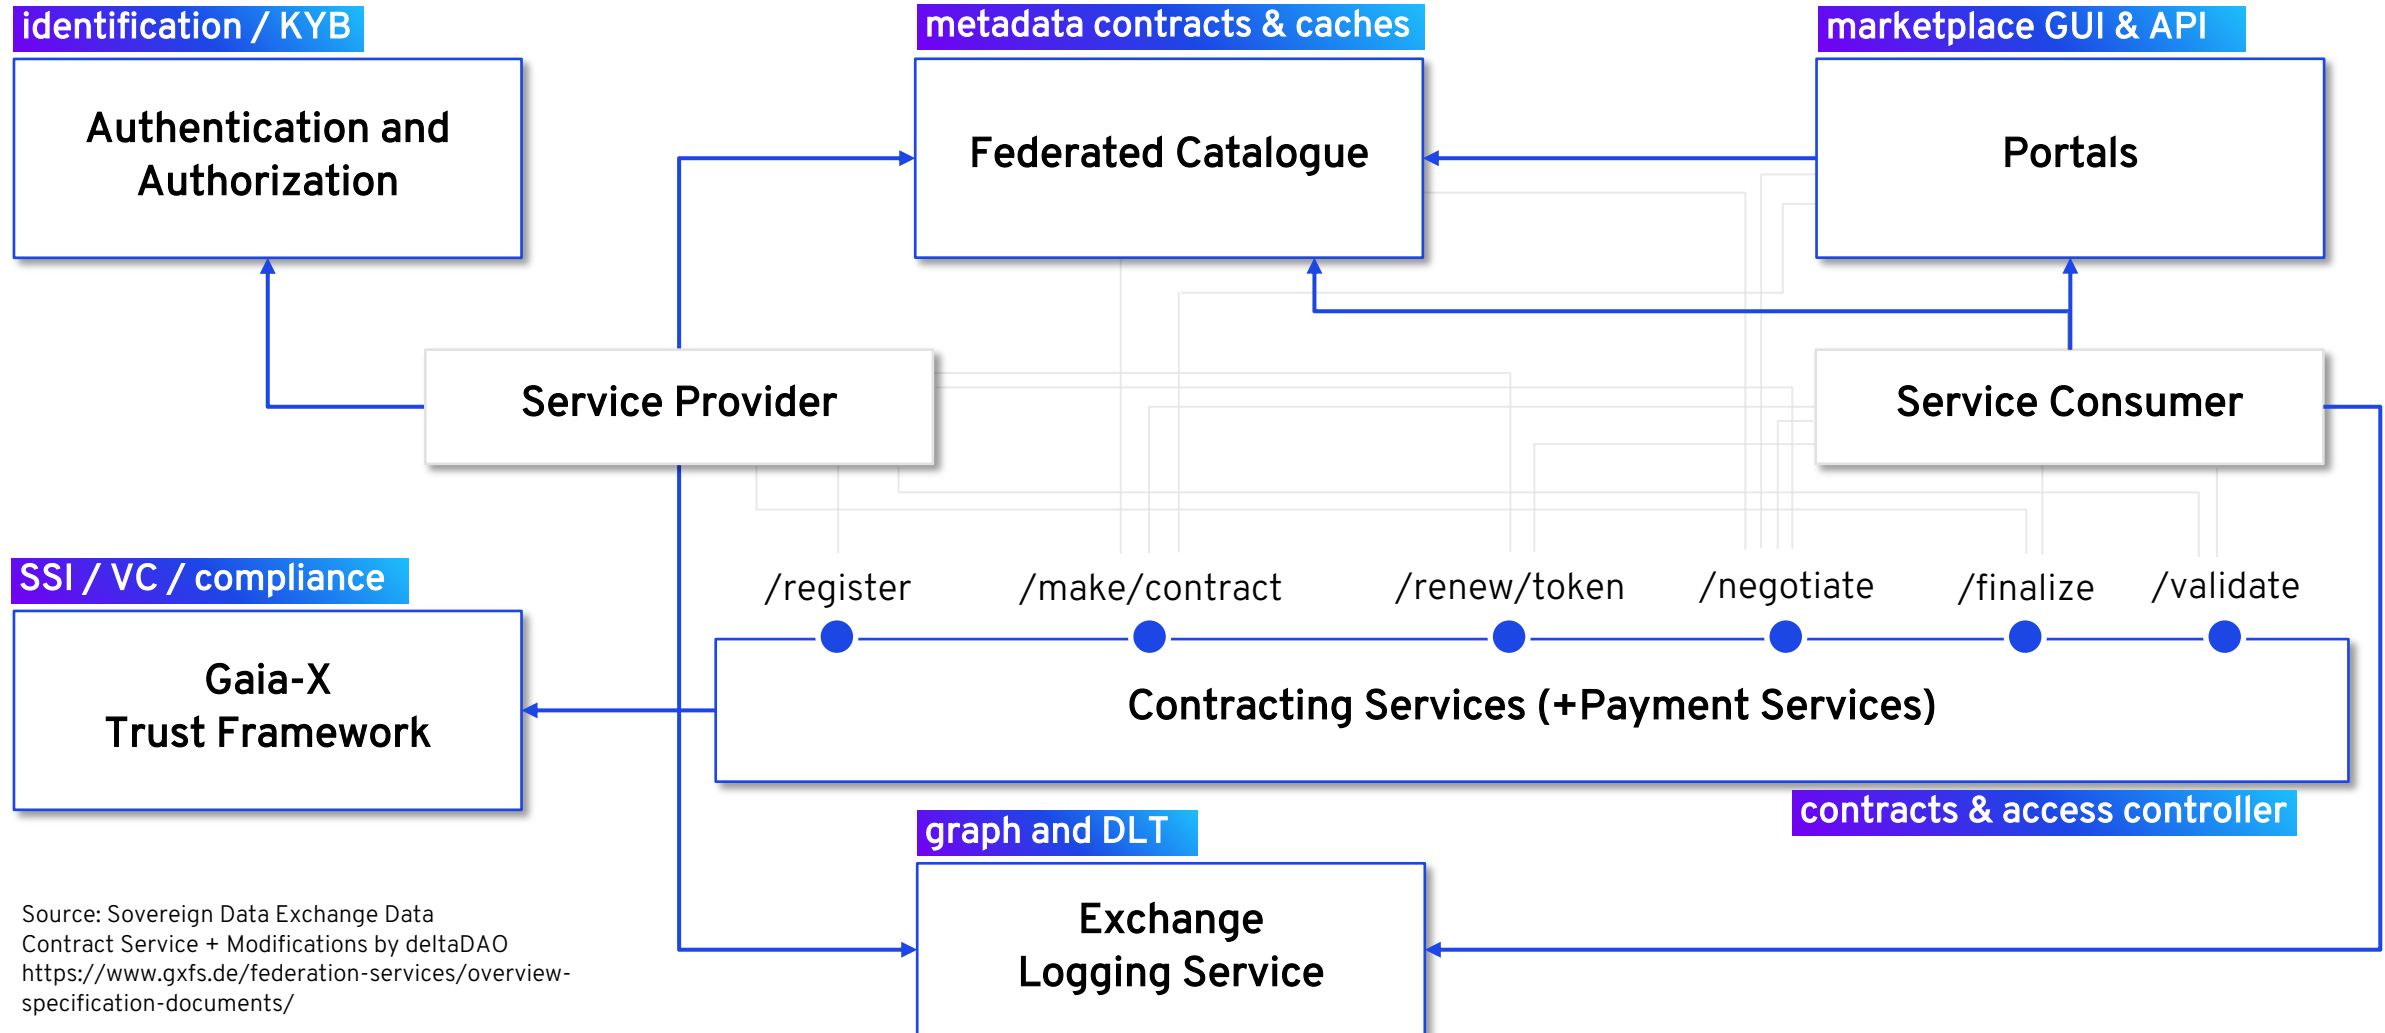 identification / KYB
metadata contracts & caches
marketplace GUI & API
Authentication and
Authorization
Federated Catalogue
Portals
Service Provider
Service Consumer
SSI / VC / compliance
/register
/make/contract
/renew/token
/negotiate
/finalize
/validate
Gaia-X
Trust Framework
Contracting Services (+Payment Services)
contracts & access controller
graph and DLT
Exchange
Logging Service
Source: Sovereign Data Exchange Data
Contract Service + Modifications by deltaDAO
https://www.gxfs.de/federation-services/overview-
specification-documents/